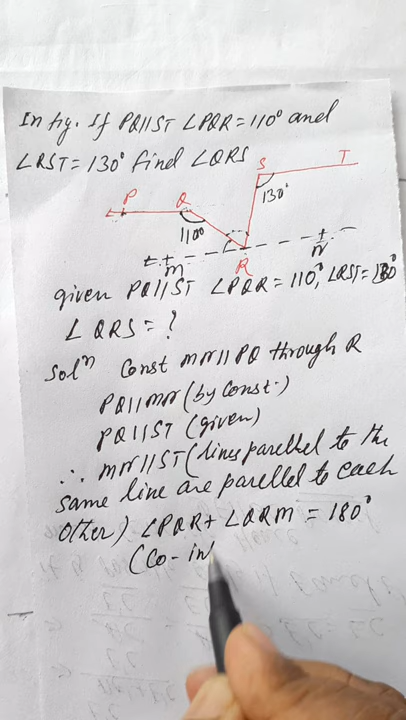 In fig. If PQ||ST ∠PQR=110° and
∠RST=130° find ∠QRS
S T
P Q 130°
110°
m R n
given PQ||ST ∠PQR=110°, ∠RST=130
∠QRS=?
Solⁿ Const mn||PQ through R
PQ||mn (by Const.)
PQ||ST (given)
∴ mn||ST (lines parellel to the
same line are parellel to each
other) ∠PQR+∠QRM=180°
(Co-in